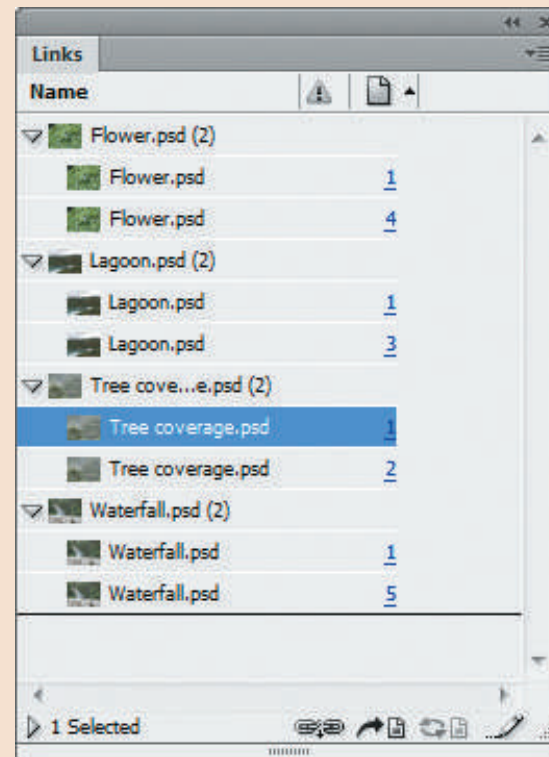 Links
Name
Flower.psd (2)
Flower.psd 1
Flower.psd 4
Lagoon.psd (2)
Lagoon.psd 1
Lagoon.psd 3
Tree cove...e.psd (2)
Tree coverage.psd 1
Tree coverage.psd 2
Waterfall.psd (2)
Waterfall.psd 1
Waterfall.psd 5
1 Selected